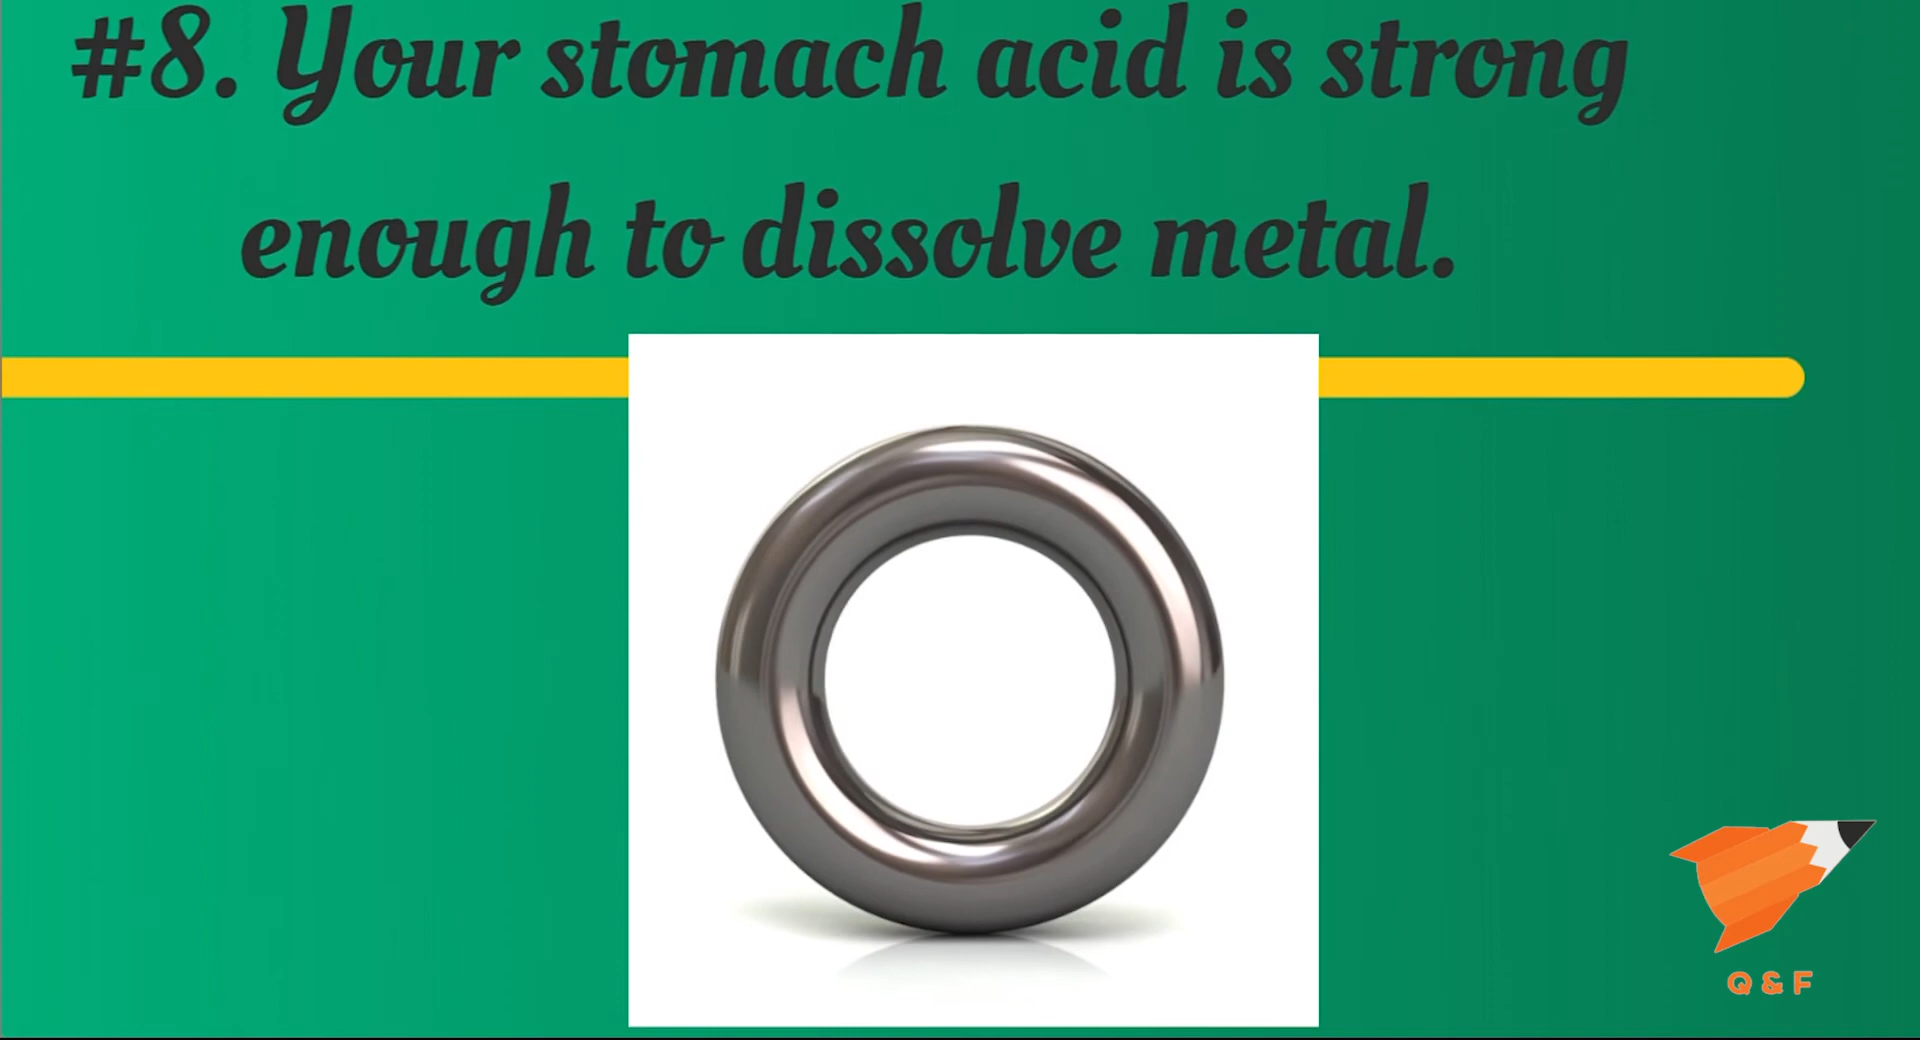 #8. Your stomach acid is strong
enough to dissolve metal.
Q & F